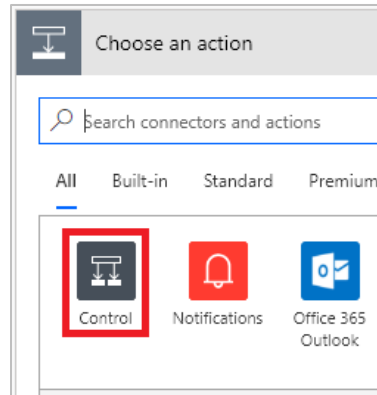 Choose an action
Search connectors and actions
All Built-in Standard Premium
Control Notifications Office 365
Outlook